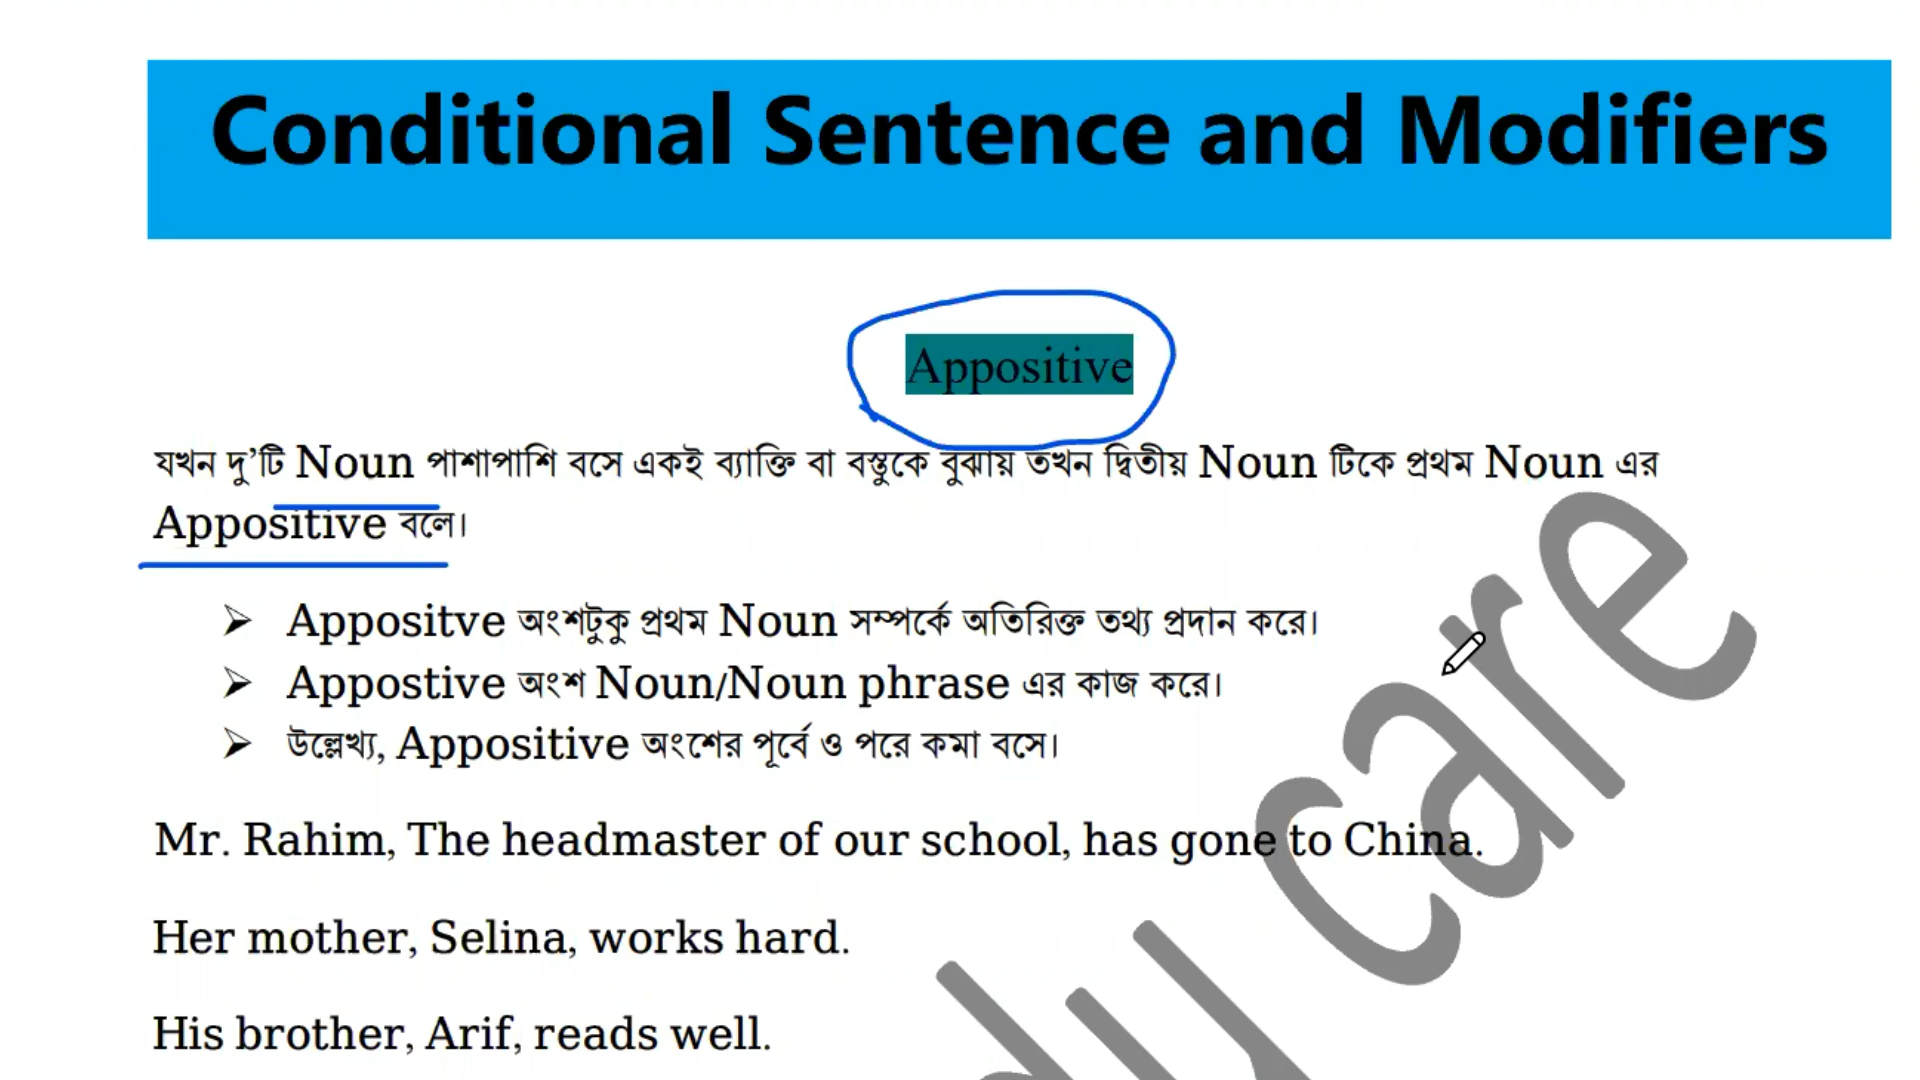 Conditional Sentence and Modifiers
Appositive
যখন দু’টি Noun পাশাপাশি বসে একই ব্যাক্তি বা বস্তুকে বুঝায় তখন দ্বিতীয় Noun টিকে প্রথম Noun এর
Appositive বলে।
➢ Appositve অংশটুকু প্রথম Noun সম্পর্কে অতিরিক্ত তথ্য প্রদান করে।
➢ Appostive অংশ Noun/Noun phrase এর কাজ করে।
➢ উল্লেখ্য, Appositive অংশের পূর্বে ও পরে কমা বসে।
Mr. Rahim, The headmaster of our school, has gone to China.
Her mother, Selina, works hard.
His brother, Arif, reads well.
care